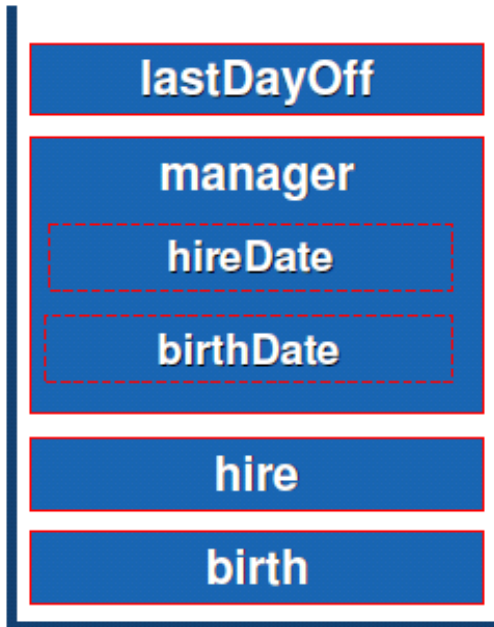 lastDayOff
manager
hireDate
birthDate
hire
birth